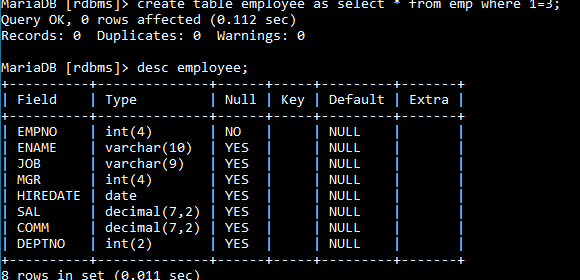 MariaDB [rdbms]> create table employee as select * from emp where 1=3;
Query OK, 0 rows affected (0.112 sec)
Records: 0  Duplicates: 0  Warnings: 0

MariaDB [rdbms]> desc employee;
+----------+--------------+------+-----+---------+-------+
| Field    | Type         | Null | Key | Default | Extra |
+----------+--------------+------+-----+---------+-------+
| EMPNO    | int(4)       | NO   |     | NULL    |       |
| ENAME    | varchar(10)  | YES  |     | NULL    |       |
| JOB      | varchar(9)   | YES  |     | NULL    |       |
| MGR      | int(4)       | YES  |     | NULL    |       |
| HIREDATE | date         | YES  |     | NULL    |       |
| SAL      | decimal(7,2) | YES  |     | NULL    |       |
| COMM     | decimal(7,2) | YES  |     | NULL    |       |
| DEPTNO   | int(2)       | YES  |     | NULL    |       |
+----------+--------------+------+-----+---------+-------+
8 rows in set (0.011 sec)